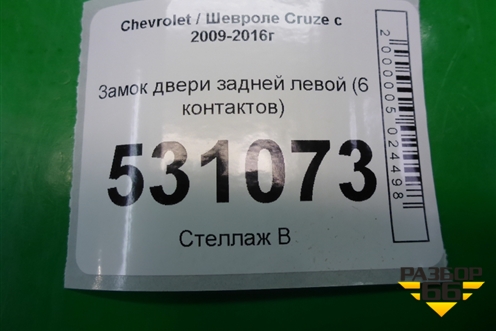 Chevrolet / Шевроле Cruze с
2009-2016г
Замок двери задней левой (6
контактов)
531073
Стеллаж В
2000005024498
РАЗБОР
66